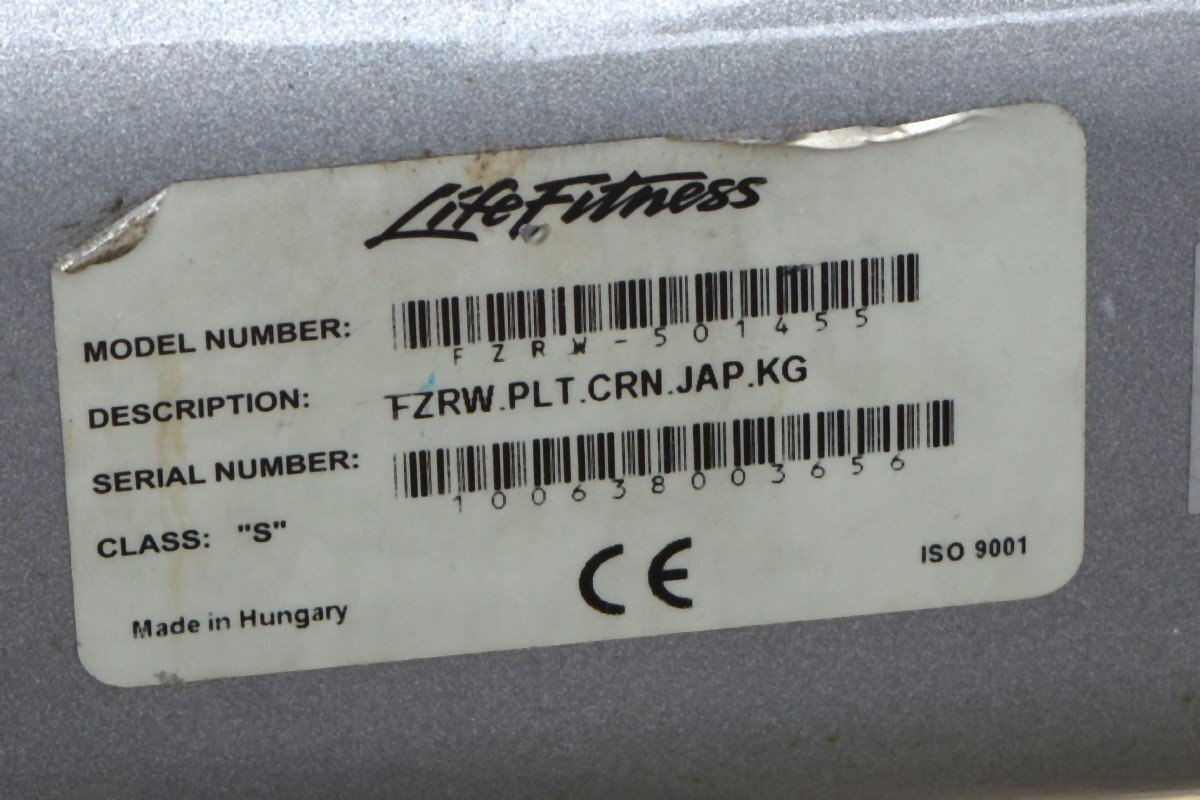 LifeFitness
MODEL NUMBER:
FZRW-501455
DESCRIPTION: FZRW.PLT.CRN.JAP.KG
SERIAL NUMBER:
100638003656
CLASS: "S"
CE
ISO 9001
Made in Hungary